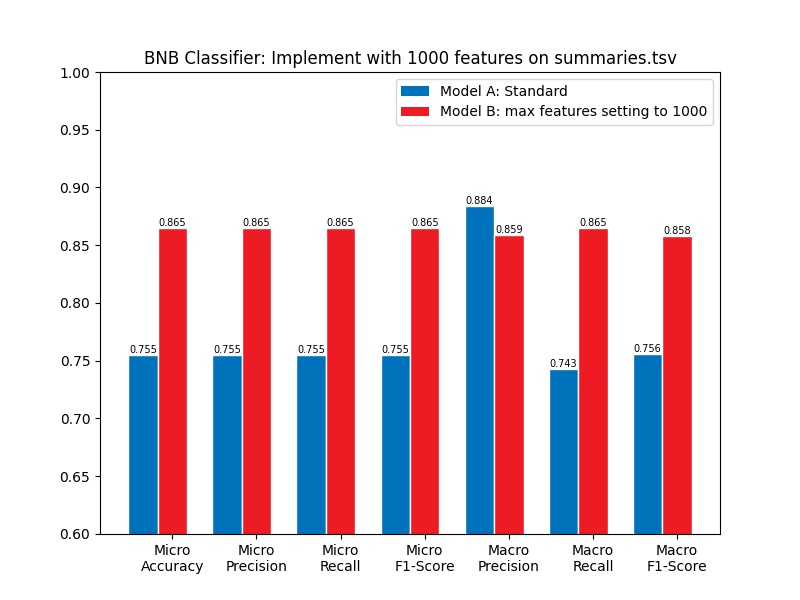 BNB Classifier: Implement with 1000 features on summaries.tsv
Model A: Standard
Model B: max features setting to 1000
1.00
0.95
0.90
0.85
0.80
0.75
0.70
0.65
0.60
0.755
0.865
0.755
0.865
0.755
0.865
0.755
0.865
0.884
0.859
0.743
0.865
0.756
0.858
Micro
Accuracy
Micro
Precision
Micro
Recall
Micro
F1-Score
Macro
Precision
Macro
Recall
Macro
F1-Score